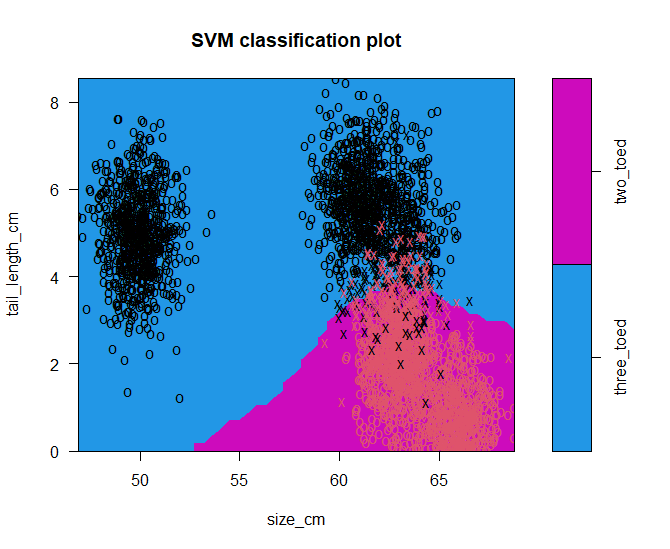 SVM classification plot
8
6
4
2
0
tail_length_cm
50
55
60
65
size_cm
two_toed
three_toed